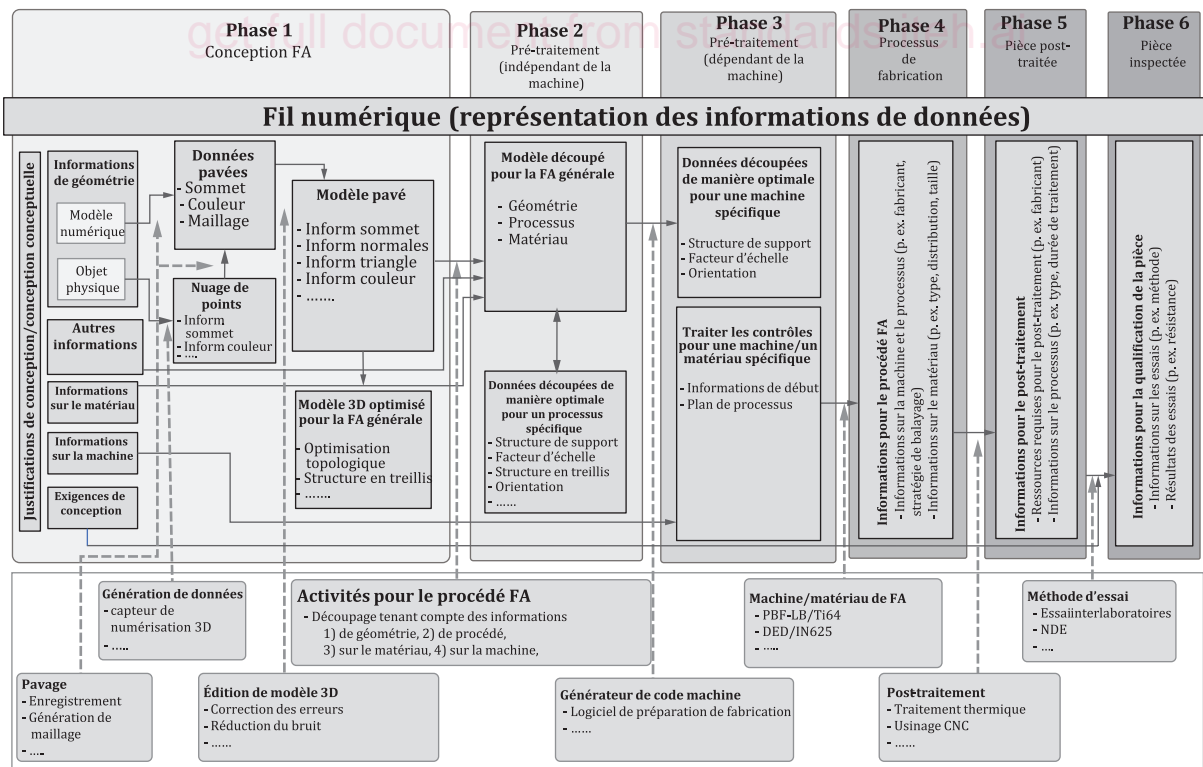 get full document from standards.iteh.ai
Phase 1
Conception FA
Phase 2
Pré-traitement
(indépendant de la
machine)
Phase 3
Pré-traitement
(dépendant de la
machine)
Phase 4
Processus
de
fabrication
Phase 5
Pièce post-
traitée
Phase 6
Pièce
inspectée
Fil numérique (représentation des informations de données)
Justifications de conception/conception conceptuelle
Informations
de géométrie
Modèle
numérique
Objet
physique
Autres
informations
Informations
sur le matériau
Informations
sur la machine
Exigences de
conception
Données
pavées
- Sommet
- Couleur
- Maillage
Nuage de
points
- Inform.
sommet
- Inform couleur
- ....
Modèle pavé
- Inform sommet
- Inform normales
- Inform triangle
- Inform couleur
- .......
Modèle 3D optimisé
pour la FA générale
- Optimisation
topologique
- Structure en treillis
- .......
Modèle découpé
pour la FA générale
- Géométrie
- Processus
- Matériau
Données découpées de
manière optimale
pour un processus
spécifique
- Structure de support
- Facteur d'échelle
- Structure en treillis
- Orientation
- ......
Données découpées
de manière optimale
pour une machine
spécifique
- Structure de support
- Facteur d'échelle
- Orientation
Traiter les contrôles
pour une machine/un
matériau spécifique
- Informations de début
- Plan de processus
Informations pour le procédé FA
- Informations sur la machine et le processus (p. ex. fabricant,
stratégie de balayage)
- Informations sur le matériau (p. ex. type, distribution, taille)
Informations pour le post-traitement
- Ressources requises pour le post-traitement (p. ex. fabricant)
- Informations sur le processus (p. ex. type, durée de traitement)
Informations pour la qualification de la pièce
- Informations sur les essais (p. ex. méthode)
- Résultats des essais (p. ex. résistance)
Génération de données
- capteur de
numérisation 3D
- .....
Activités pour le procédé FA
- Découpage tenant compte des informations
1) de géométrie, 2) de procédé,
3) sur le matériau, 4) sur la machine,
Machine/matériau de FA
- PBF-LB/Ti64
- DED/IN625
- .....
Méthode d'essai
- Essaiinterlaboratoires
- NDE
- ....
Pavage
- Enregistrement
- Génération de
maillage
- .....
Édition de modèle 3D
- Correction des erreurs
- Réduction du bruit
- ......
Générateur de code machine
- Logiciel de préparation de fabrication
- ......
Post-traitement
- Traitement thermique
- Usinage CNC
- ......